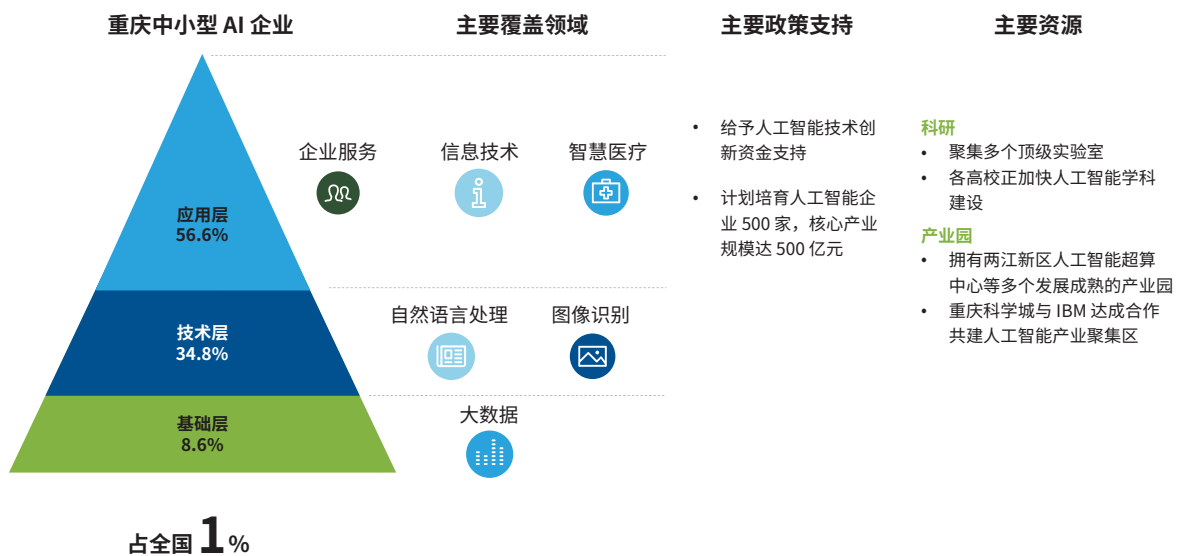 重庆中小型 AI 企业
主要覆盖领域
主要政策支持
主要资源
应用层
56.6%
企业服务
信息技术
智慧医疗
技术层
34.8%
自然语言处理
图像识别
基础层
8.6%
大数据
占全国 1 %
• 给予人工智能技术创
新资金支持
• 计划培育人工智能企
业 500 家，核心产业
规模达 500 亿元
科研
• 聚集多个顶级实验室
• 各高校正加快人工智能学科
建设
产业园
• 拥有两江新区人工智能超算
中心等多个发展成熟的产业园
• 重庆科学城与 IBM 达成合作
共建人工智能产业聚集区